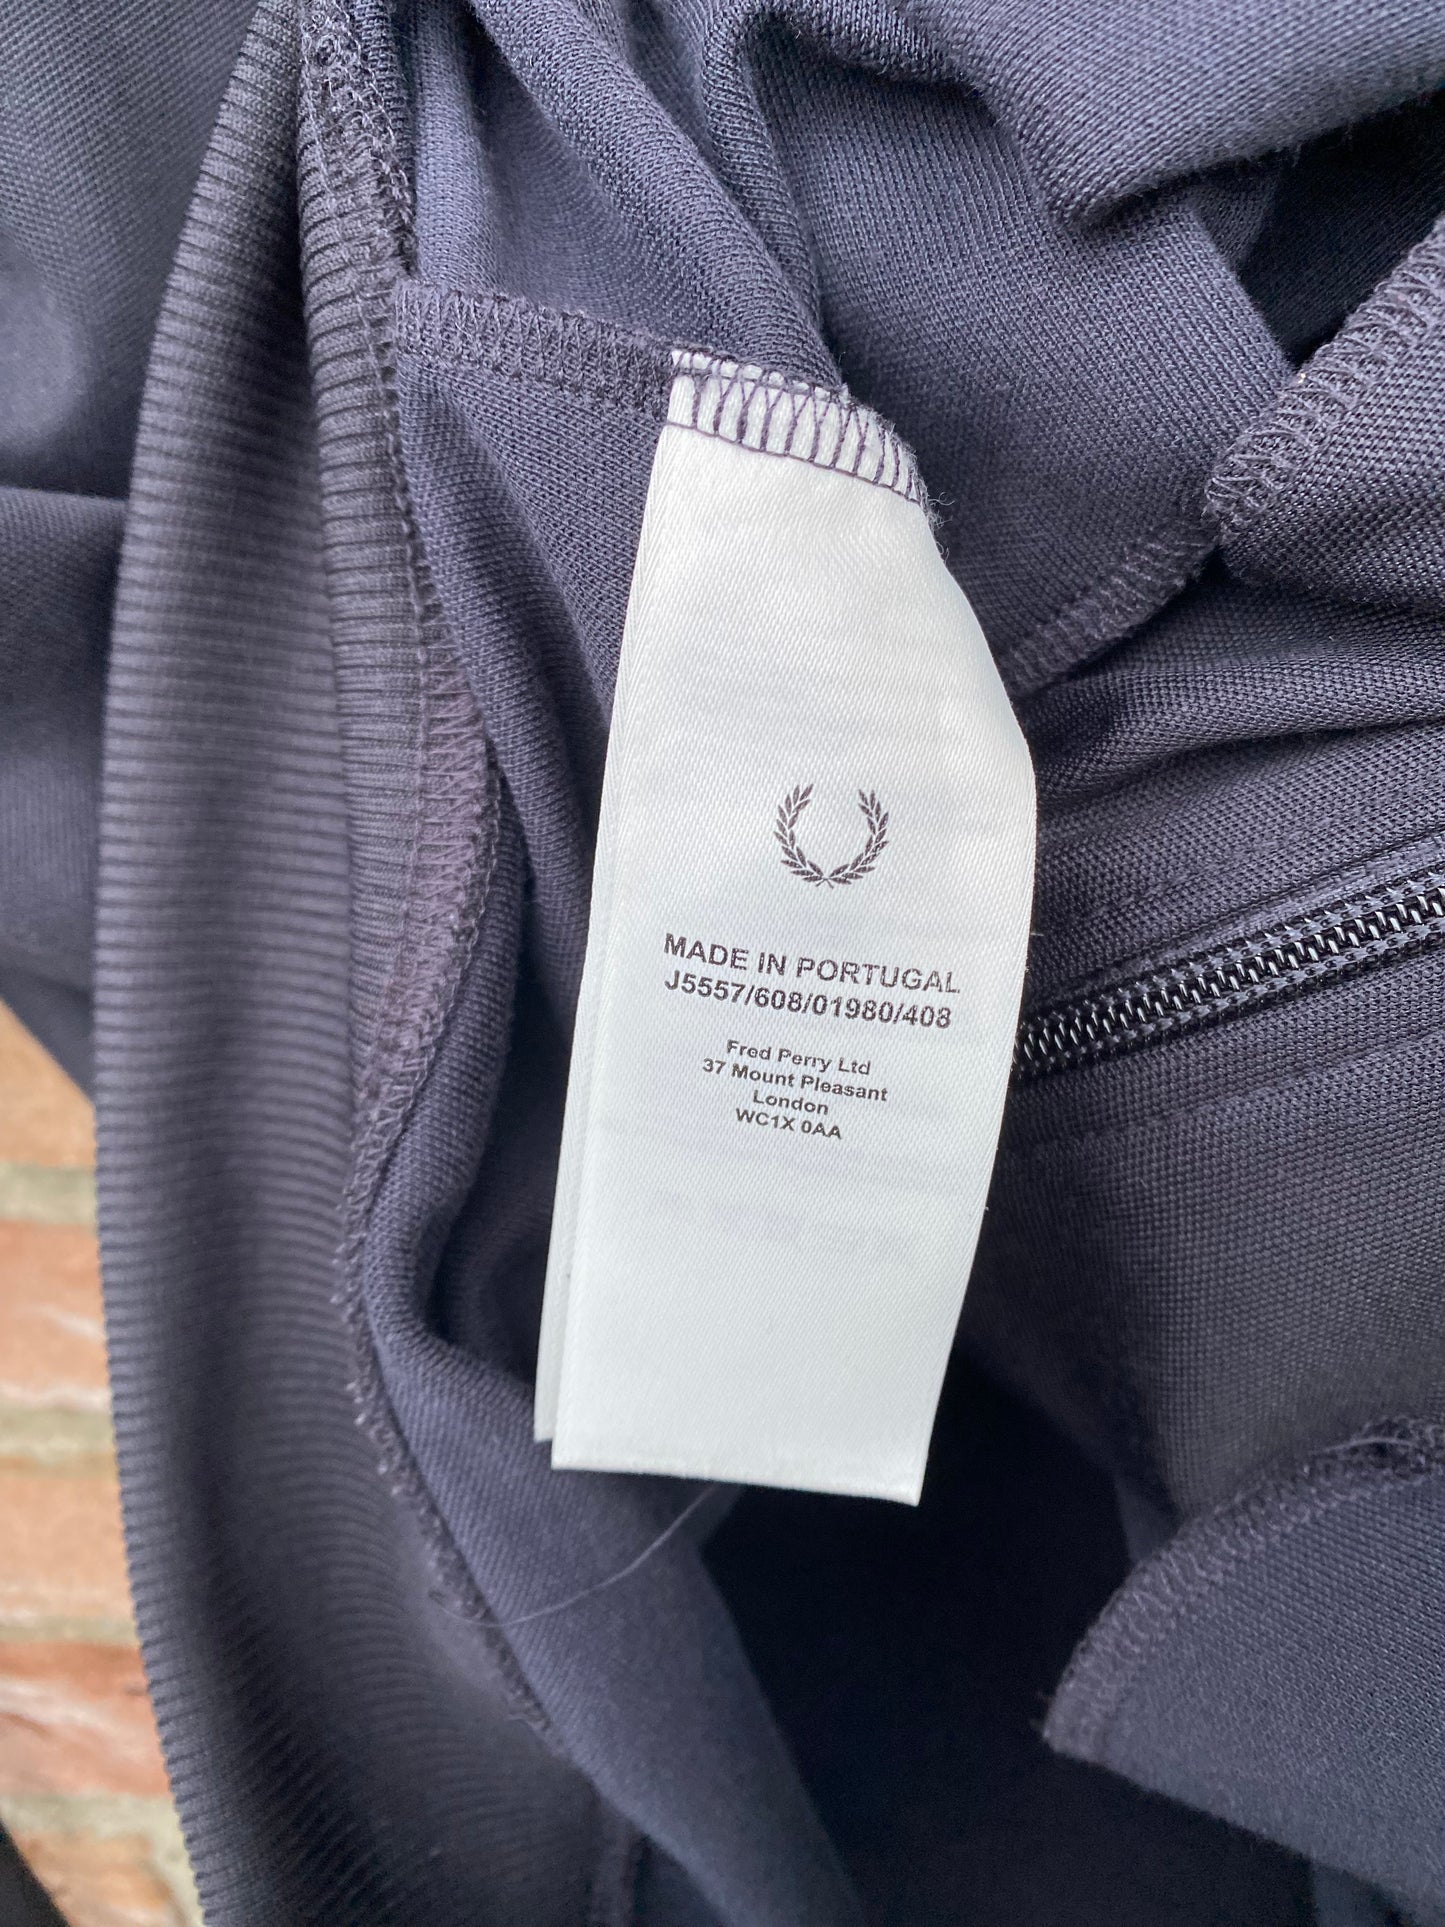 MADE IN PORTUGAL
J5557/608/01980/408
Fred Perry Ltd
37 Mount Pleasant
London
WC1X 0AA